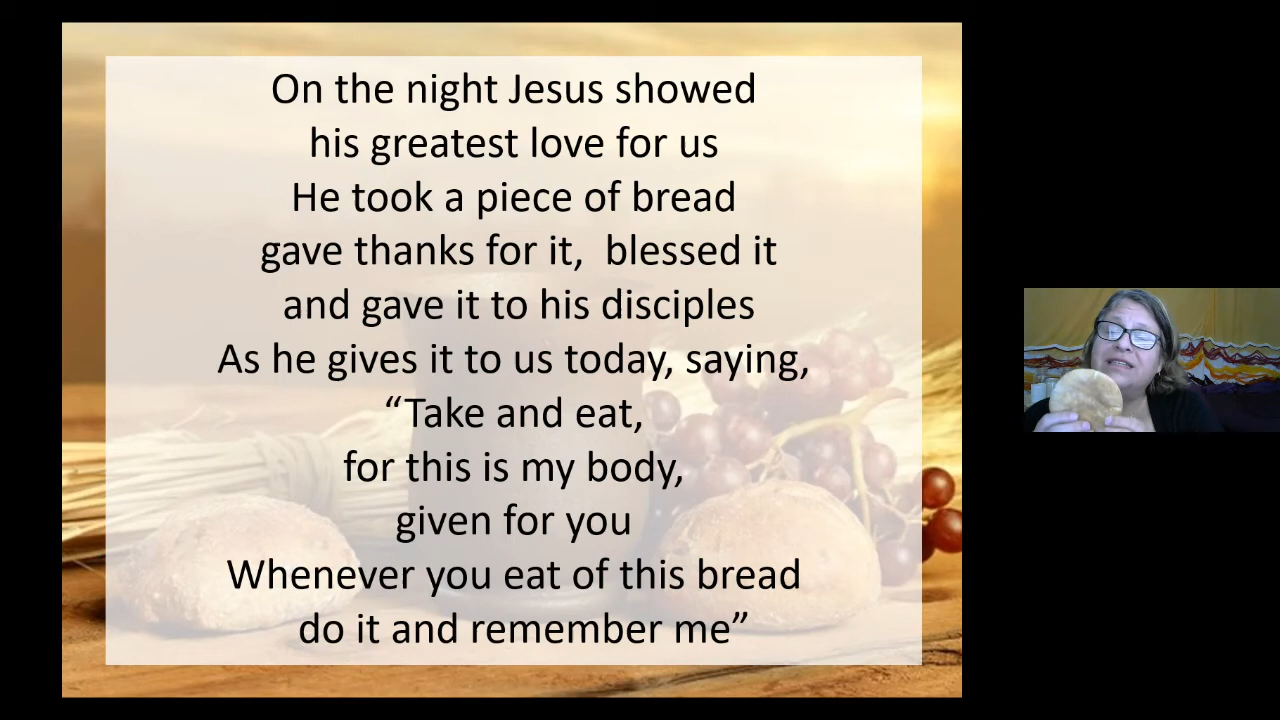 On the night Jesus showed
his greatest love for us
He took a piece of bread
gave thanks for it,  blessed it
and gave it to his disciples
As he gives it to us today, saying,
“Take and eat,
for this is my body,
given for you
Whenever you eat of this bread
do it and remember me”